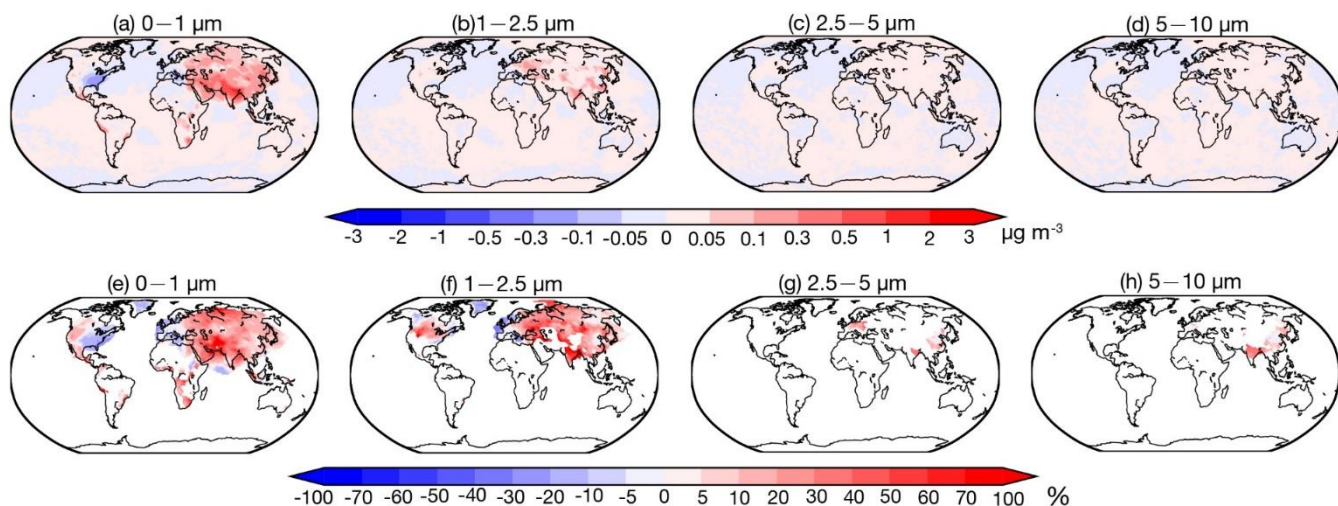 (a) 0–1 µm (b)1–2.5 µm (c) 2.5–5 µm (d) 5–10 µm
-3 -2 -1 -0.5 -0.3 -0.1 -0.05 0 0.05 0.1 0.3 0.5 1 2 3 µg m⁻³
(e) 0–1 µm (f) 1–2.5 µm (g) 2.5–5 µm (h) 5–10 µm
-100 -70 -60 -50 -40 -30 -20 -10 -5 0 5 10 20 30 40 50 60 70 100 %